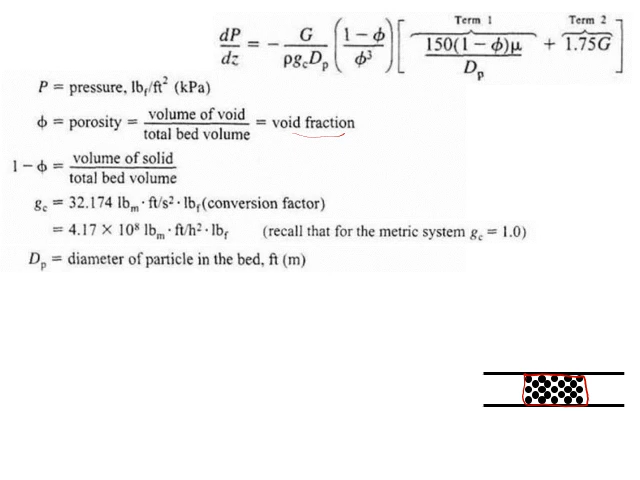 Term 1 Term 2
dP/dz = − G/(ρg_c D_p) ((1 − ϕ)/ϕ³) [150(1 − ϕ)μ/D_p + 1.75G]
P = pressure, lb_f/ft² (kPa)
ϕ = porosity = volume of void/total bed volume = void fraction
1 − ϕ = volume of solid/total bed volume
g_c = 32.174 lb_m · ft/s² · lb_f (conversion factor)
= 4.17 × 10⁸ lb_m · ft/h² · lb_f (recall that for the metric system g_c = 1.0)
D_p = diameter of particle in the bed, ft (m)